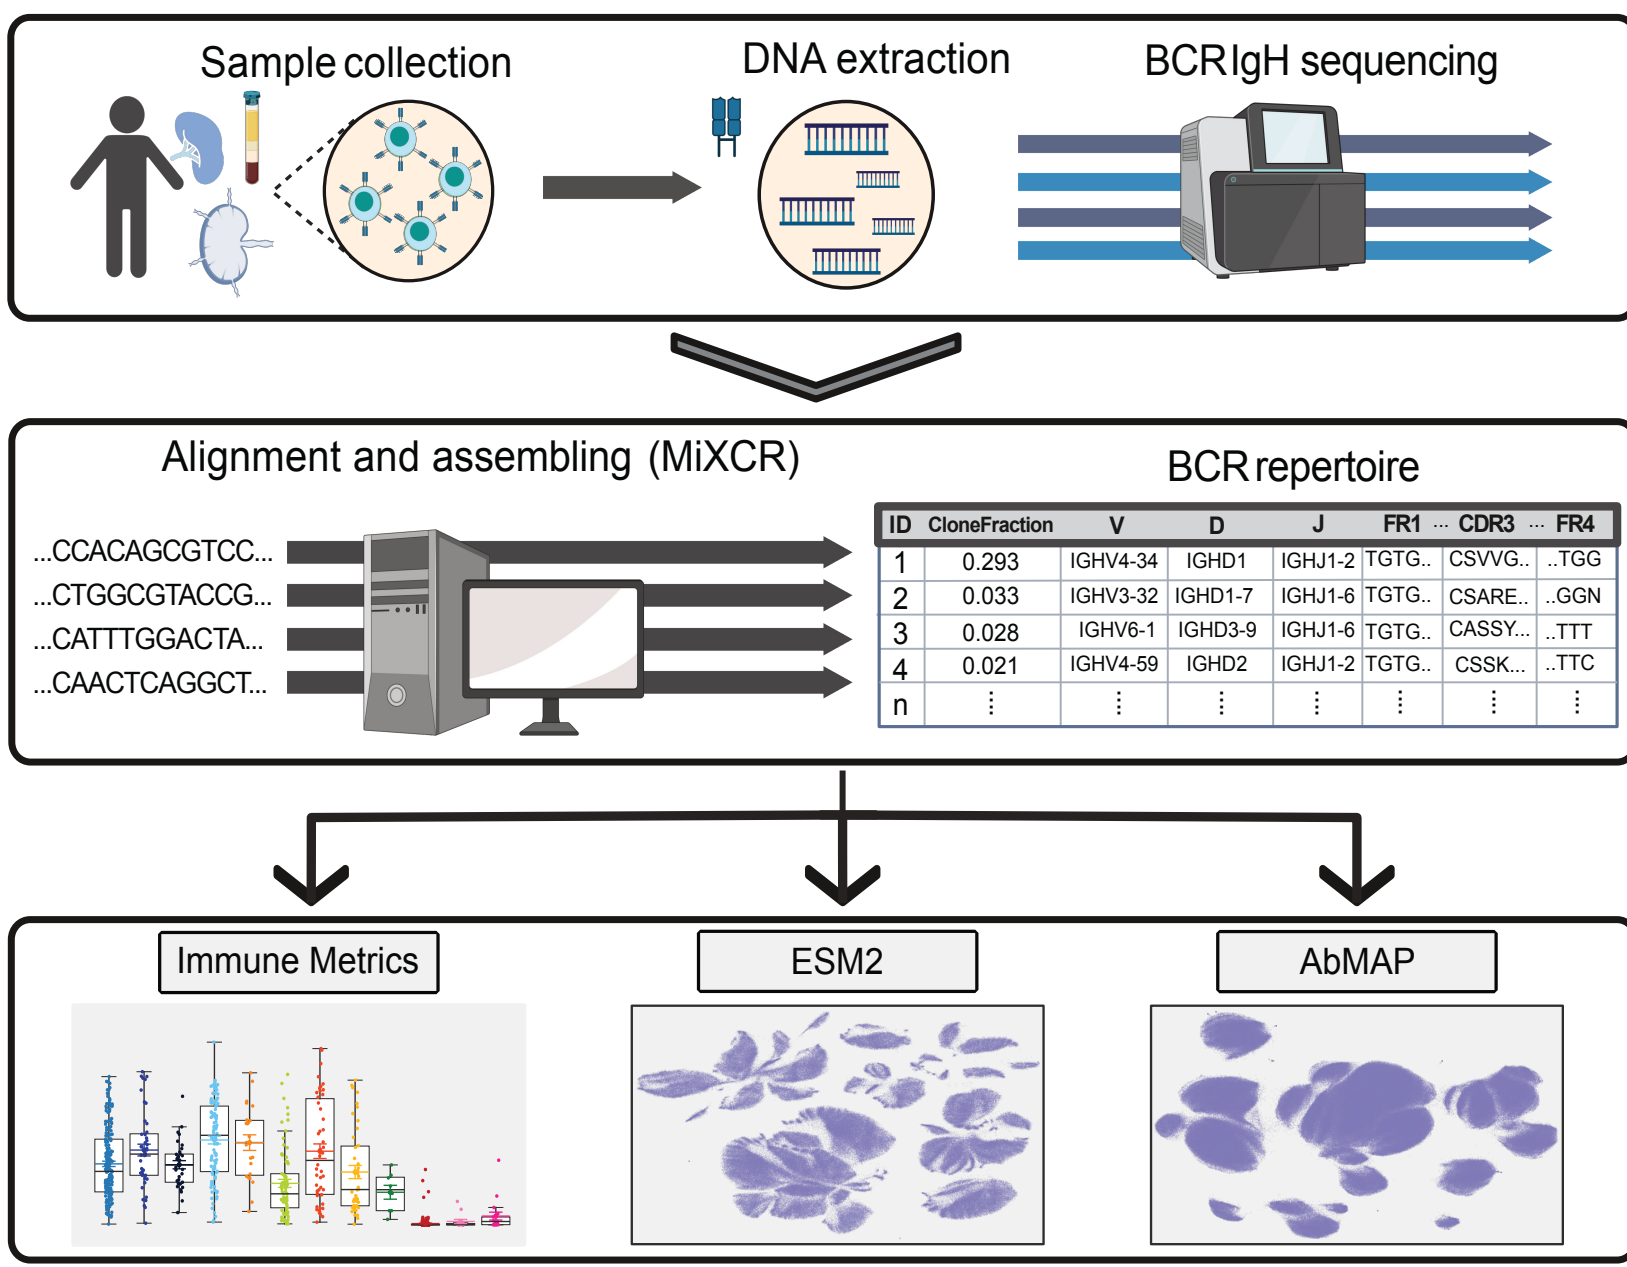 Sample collection
DNA extraction
BCR IgH sequencing
Alignment and assembling (MiXCR)
...CCACAGCGTCC...
...CTGGCGTACCG...
...CATTTGGACTA...
...CAACTCAGGCT...
BCR repertoire
ID CloneFraction V D J FR1 ... CDR3 ... FR4
1 0.293 IGHV4-34 IGHD1 IGHJ1-2 TGTG.. CSVVG.. ..TGG
2 0.033 IGHV3-32 IGHD1-7 IGHJ1-6 TGTG.. CSARE.. ..GGN
3 0.028 IGHV6-1 IGHD3-9 IGHJ1-6 TGTG.. CASSY... ..TTT
4 0.021 IGHV4-59 IGHD2 IGHJ1-2 TGTG.. CSSK... ..TTC
n ⋮ ⋮ ⋮ ⋮ ⋮ ⋮ ⋮
Immune Metrics
ESM2
AbMAP